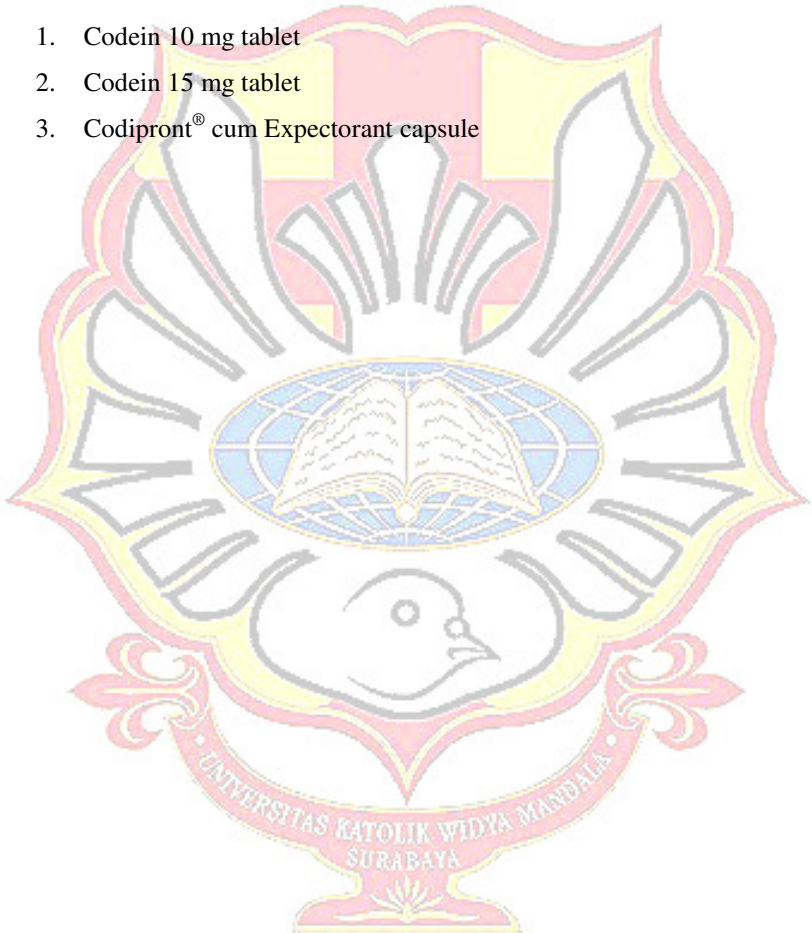 1. Codein 10 mg tablet
2. Codein 15 mg tablet
3. Codipront® cum Expectorant capsule
UNIVERSITAS KATOLIK WIDYA MANDALA
SURABAYA